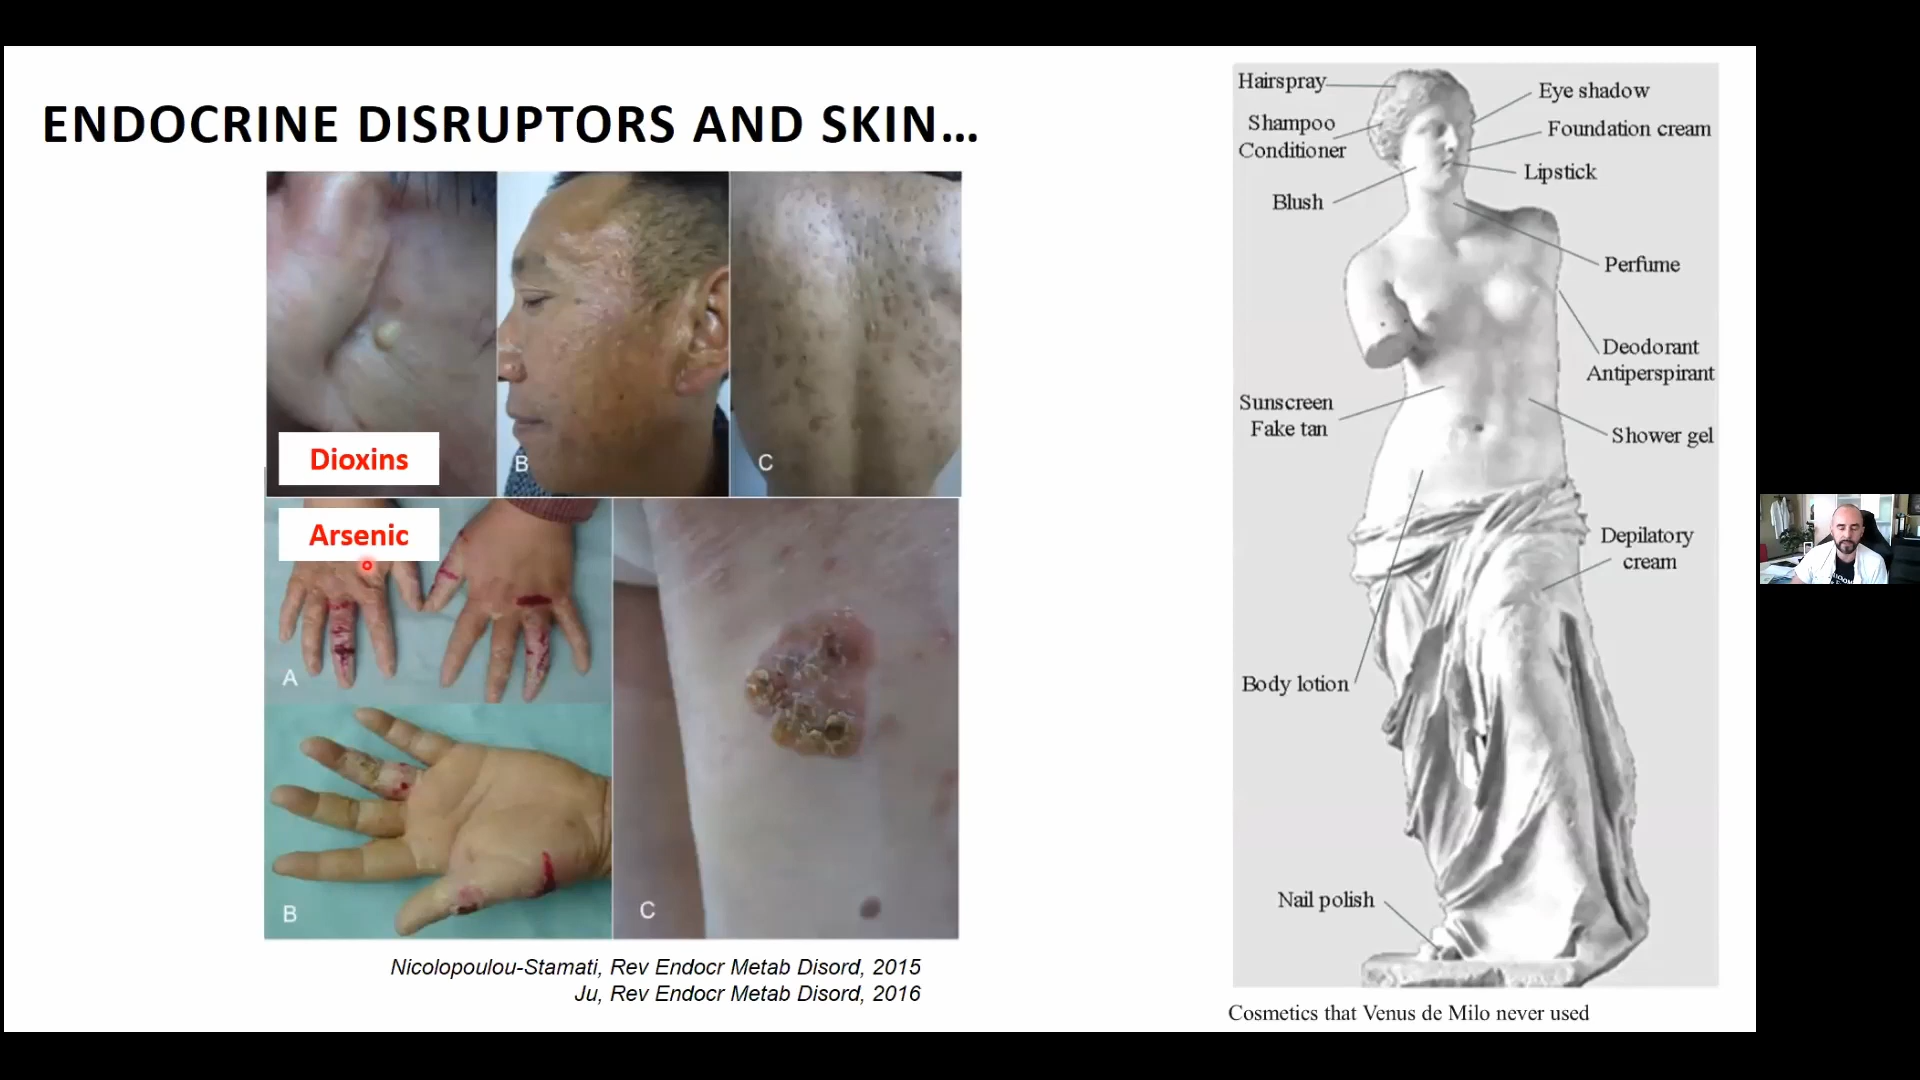 ENDOCRINE DISRUPTORS AND SKIN…
Dioxins
B
C
Arsenic
A
B
C
Nicolopoulou-Stamati, Rev Endocr Metab Disord, 2015
Ju, Rev Endocr Metab Disord, 2016
Hairspray
Shampoo
Conditioner
Blush
Eye shadow
Foundation cream
Lipstick
Perfume
Deodorant
Antiperspirant
Sunscreen
Fake tan
Shower gel
Depilatory
cream
Body lotion
Nail polish
Cosmetics that Venus de Milo never used